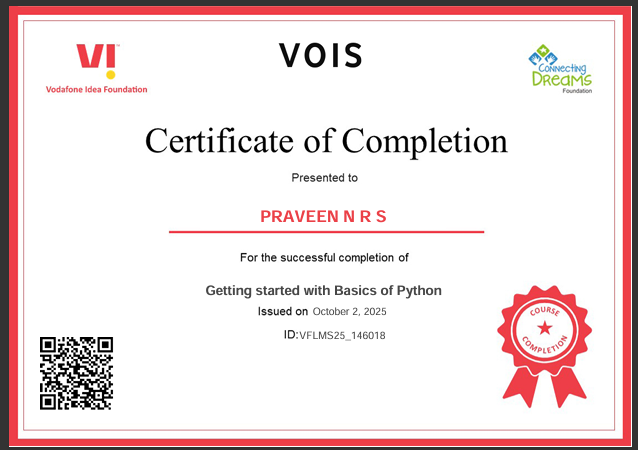 VI
Vodafone Idea Foundation
VOIS
Connecting
Dreams
Foundation
Certificate of Completion
Presented to
PRAVEEN N R S
For the successful completion of
Getting started with Basics of Python
Issued on October 2, 2025
ID:VFLMS25_146018
COURSE
COMPLETION